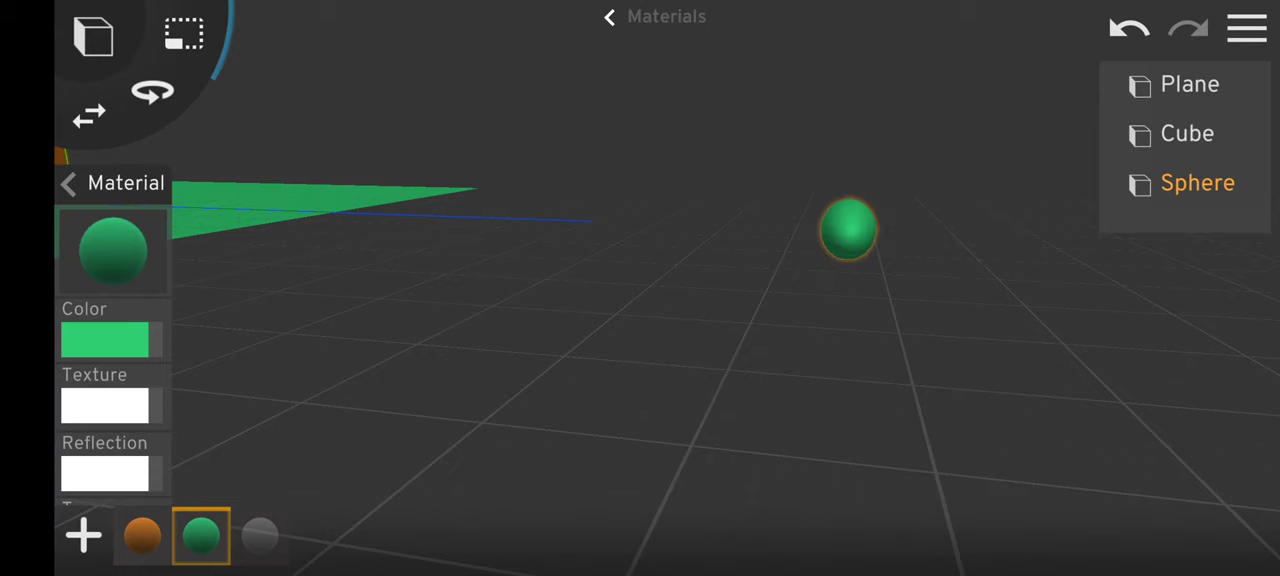 Materials
Plane
Cube
Sphere
Material
Color
Texture
Reflection